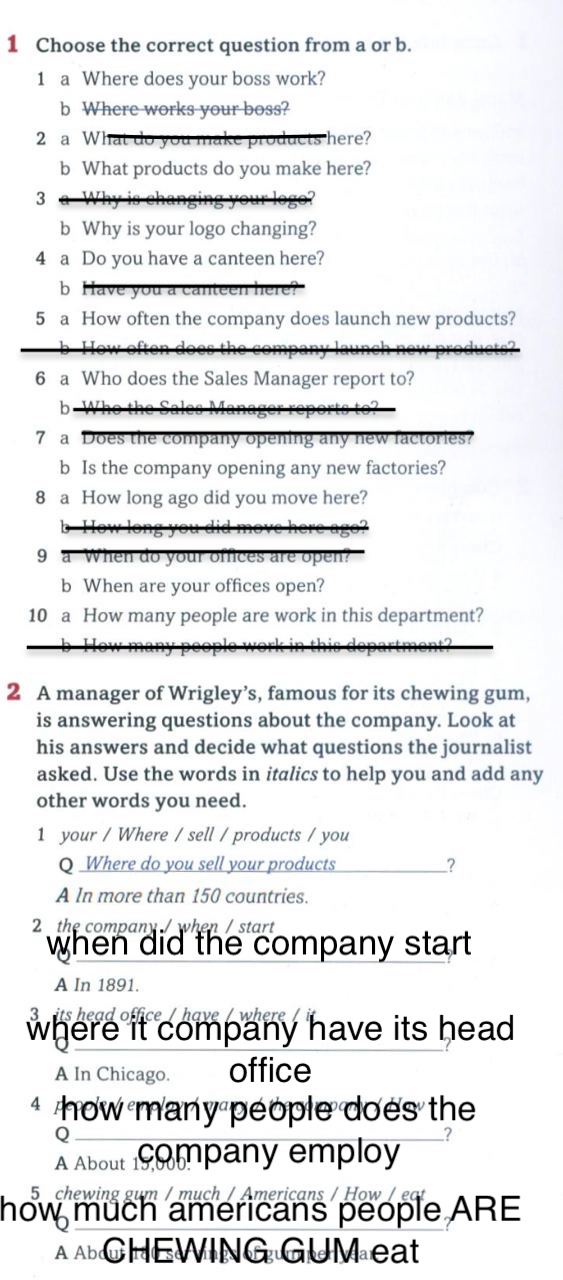 1 Choose the correct question from a or b.
1 a Where does your boss work?
b Where works your boss?
2 a What do you make products here?
b What products do you make here?
3 a Why is changing your logo?
b Why is your logo changing?
4 a Do you have a canteen here?
b Have you a canteen here?
5 a How often the company does launch new products?
b How often does the company launch new products?
6 a Who does the Sales Manager report to?
b Who the Sales Manager reports to?
7 a Does the company opening any new factories?
b Is the company opening any new factories?
8 a How long ago did you move here?
b How long you did move here ago?
9 a When do your offices are open?
b When are your offices open?
10 a How many people are work in this department?
b How many people work in this department?
2 A manager of Wrigley's, famous for its chewing gum,
is answering questions about the company. Look at
his answers and decide what questions the journalist
asked. Use the words in italics to help you and add any
other words you need.
1 your / Where / sell / products / you
Q Where do you sell your products ?
A In more than 150 countries.
2 the company / when / start
when did the company start
Q ?
A In 1891.
3 its head office / have / where / it
where it company have its head
Q ?
office
A In Chicago.
4 people / employ / many / the company / How
how many people does the
Q ?
company employ
A About 15,000.
5 chewing gum / much / Americans / How / eat
how much americans people ARE
Q ?
CHEWING GUM eat
A About 180 servings of gum per year